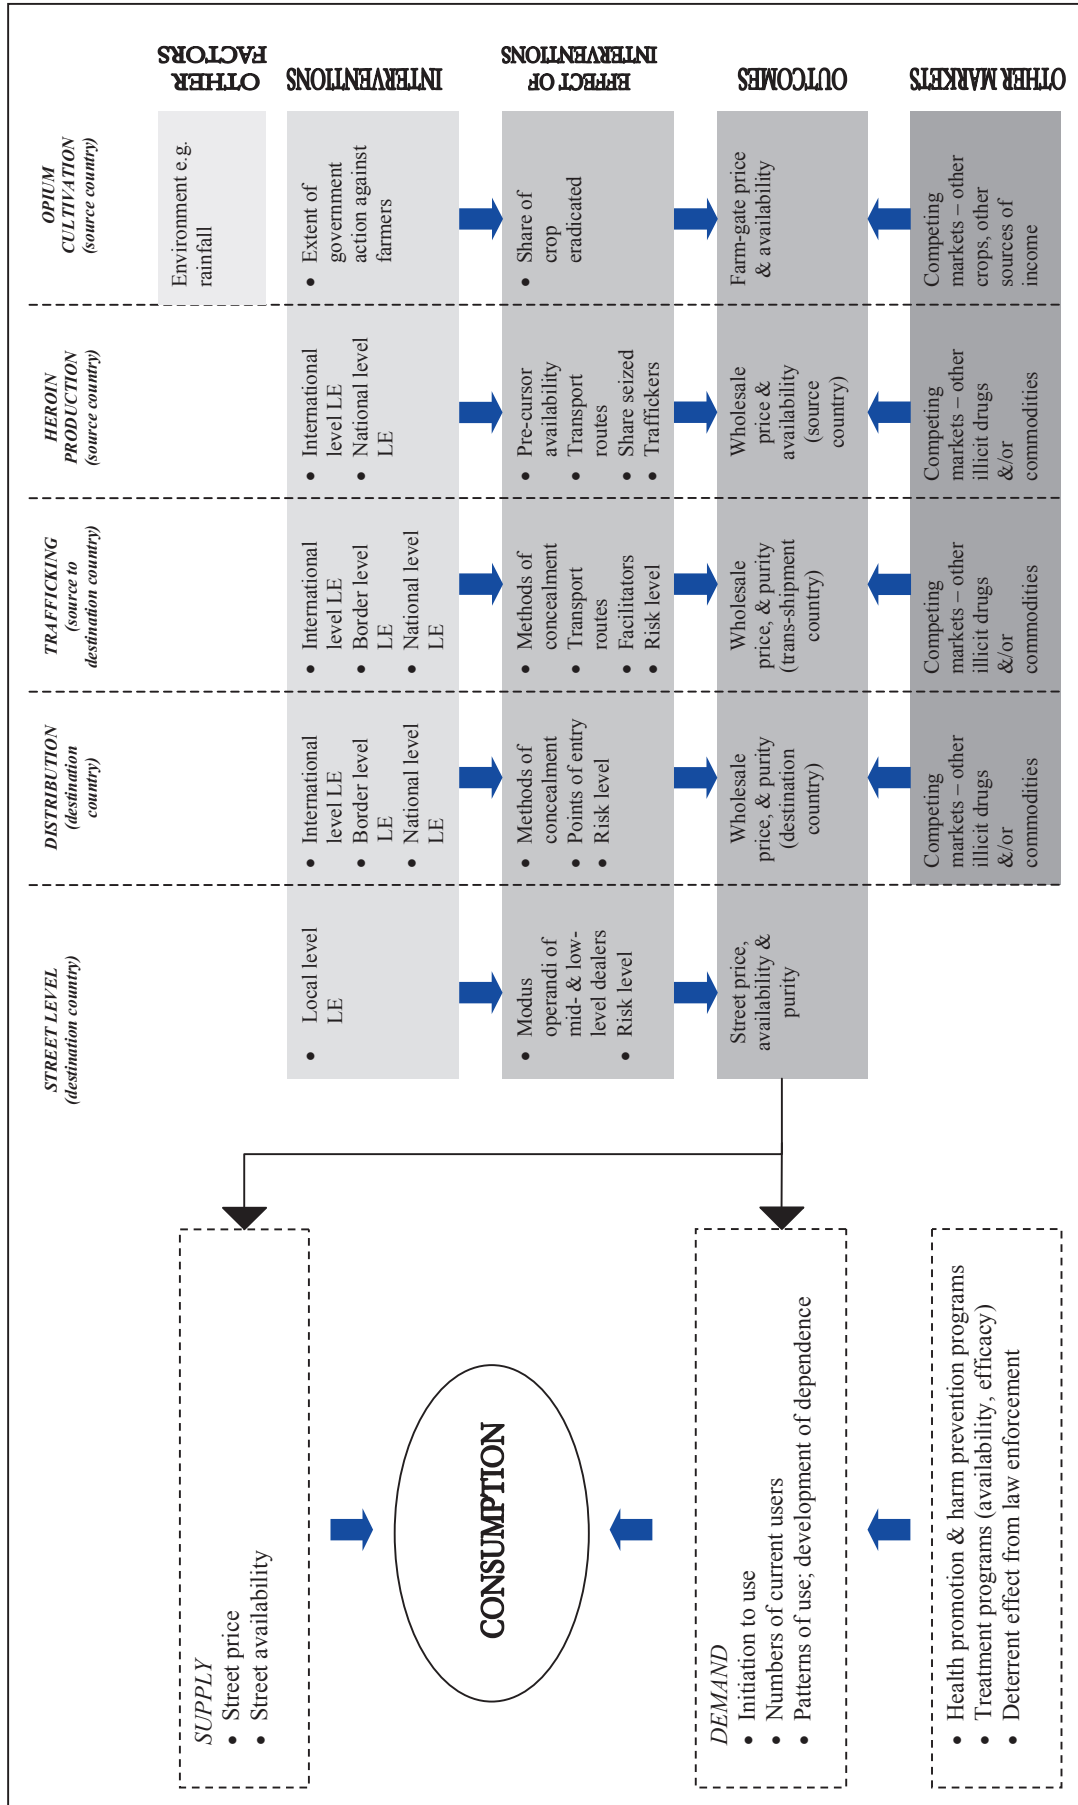 OPIUM
CULTIVATION
(source country)
HEROIN
PRODUCTION
(source country)
TRAFFICKING
(source to
destination country)
DISTRIBUTION
(destination
country)
STREET LEVEL
(destination country)
OTHER
FACTORS
Environment e.g.
rainfall
INTERVENTIONS
• Extent of
government
action against
farmers
• International
level LE
• National level
LE
• International
level LE
• Border level
LE
• National level
LE
• International
level LE
• Border level
LE
• National level
LE
• Local level
LE
EFFECT OF
INTERVENTIONS
• Share of
crop
eradicated
• Pre-cursor
availability
• Transport
routes
• Share seized
• Traffickers
• Methods of
concealment
• Transport
routes
• Facilitators
• Risk level
• Methods of
concealment
• Points of entry
• Risk level
• Modus
operandi of
mid- & low-
level dealers
• Risk level
OUTCOMES
Farm-gate price
& availability
Wholesale
price &
availability
(source
country)
Wholesale
price, & purity
(trans-shipment
country)
Wholesale
price, & purity
(destination
country)
Street price,
availability &
purity
OTHER MARKETS
Competing
markets – other
crops, other
sources of
income
Competing
markets – other
illicit drugs
&/or
commodities
Competing
markets – other
illicit drugs
&/or
commodities
Competing
markets – other
illicit drugs
&/or
commodities
SUPPLY
• Street price
• Street availability
CONSUMPTION
DEMAND
• Initiation to use
• Numbers of current users
• Patterns of use; development of dependence
• Health promotion & harm prevention programs
• Treatment programs (availability, efficacy)
• Deterrent effect from law enforcement